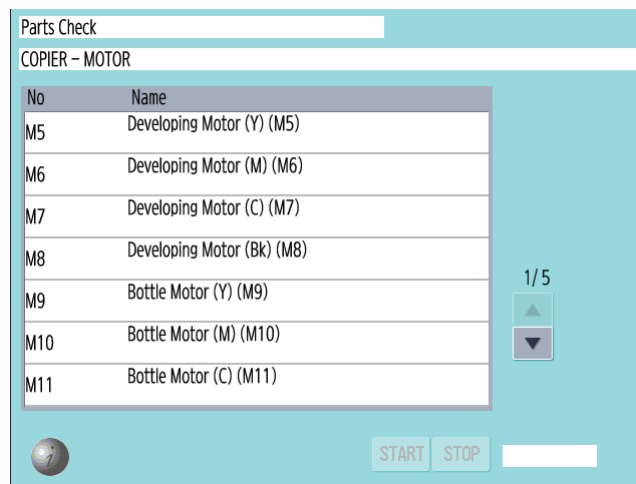 Parts Check
COPIER – MOTOR
No Name
M5 Developing Motor (Y) (M5)
M6 Developing Motor (M) (M6)
M7 Developing Motor (C) (M7)
M8 Developing Motor (Bk) (M8)
M9 Bottle Motor (Y) (M9)
M10 Bottle Motor (M) (M10)
M11 Bottle Motor (C) (M11)
1/5
START STOP
i